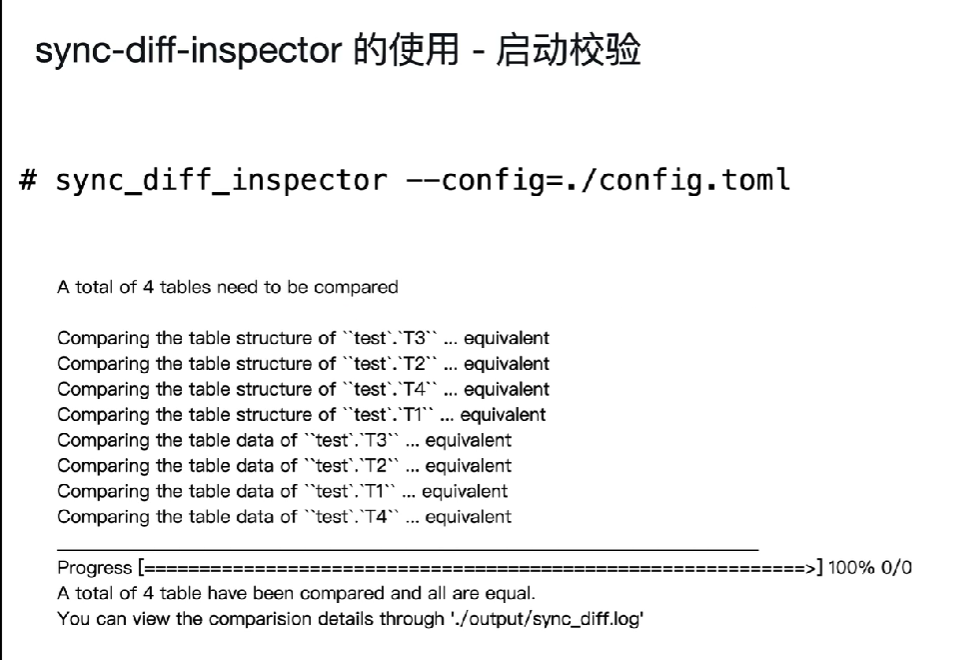 sync-diff-inspector 的使用 - 启动校验
# sync_diff_inspector --config=./config.toml
A total of 4 tables need to be compared
Comparing the table structure of ``test`.`T3`` ... equivalent
Comparing the table structure of ``test`.`T2`` ... equivalent
Comparing the table structure of ``test`.`T4`` ... equivalent
Comparing the table structure of ``test`.`T1`` ... equivalent
Comparing the table data of ``test`.`T3`` ... equivalent
Comparing the table data of ``test`.`T2`` ... equivalent
Comparing the table data of ``test`.`T1`` ... equivalent
Comparing the table data of ``test`.`T4`` ... equivalent
Progress [============================================================>] 100% 0/0
A total of 4 table have been compared and all are equal.
You can view the comparision details through './output/sync_diff.log'